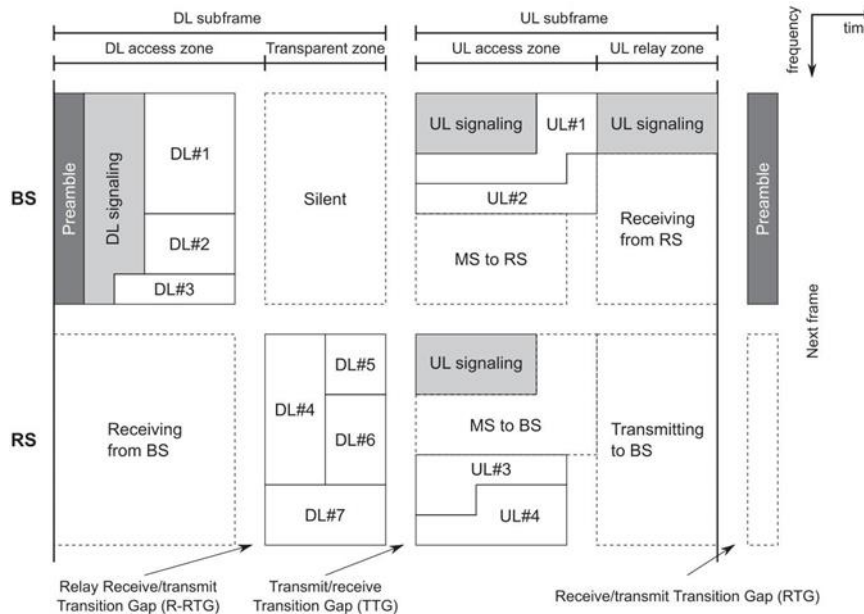 DL subframe
UL subframe
DL access zone
Transparent zone
UL access zone
UL relay zone
frequency
tim
BS
Preamble
DL signaling
DL#1
DL#2
DL#3
Silent
UL signaling
UL#1
UL signaling
UL#2
MS to RS
Receiving
from RS
Preamble
Next frame
RS
Receiving
from BS
DL#4
DL#5
DL#6
DL#7
UL signaling
MS to BS
UL#3
UL#4
Transmitting
to BS
Relay Receive/transmit
Transition Gap (R-RTG)
Transmit/receive
Transition Gap (TTG)
Receive/transmit Transition Gap (RTG)